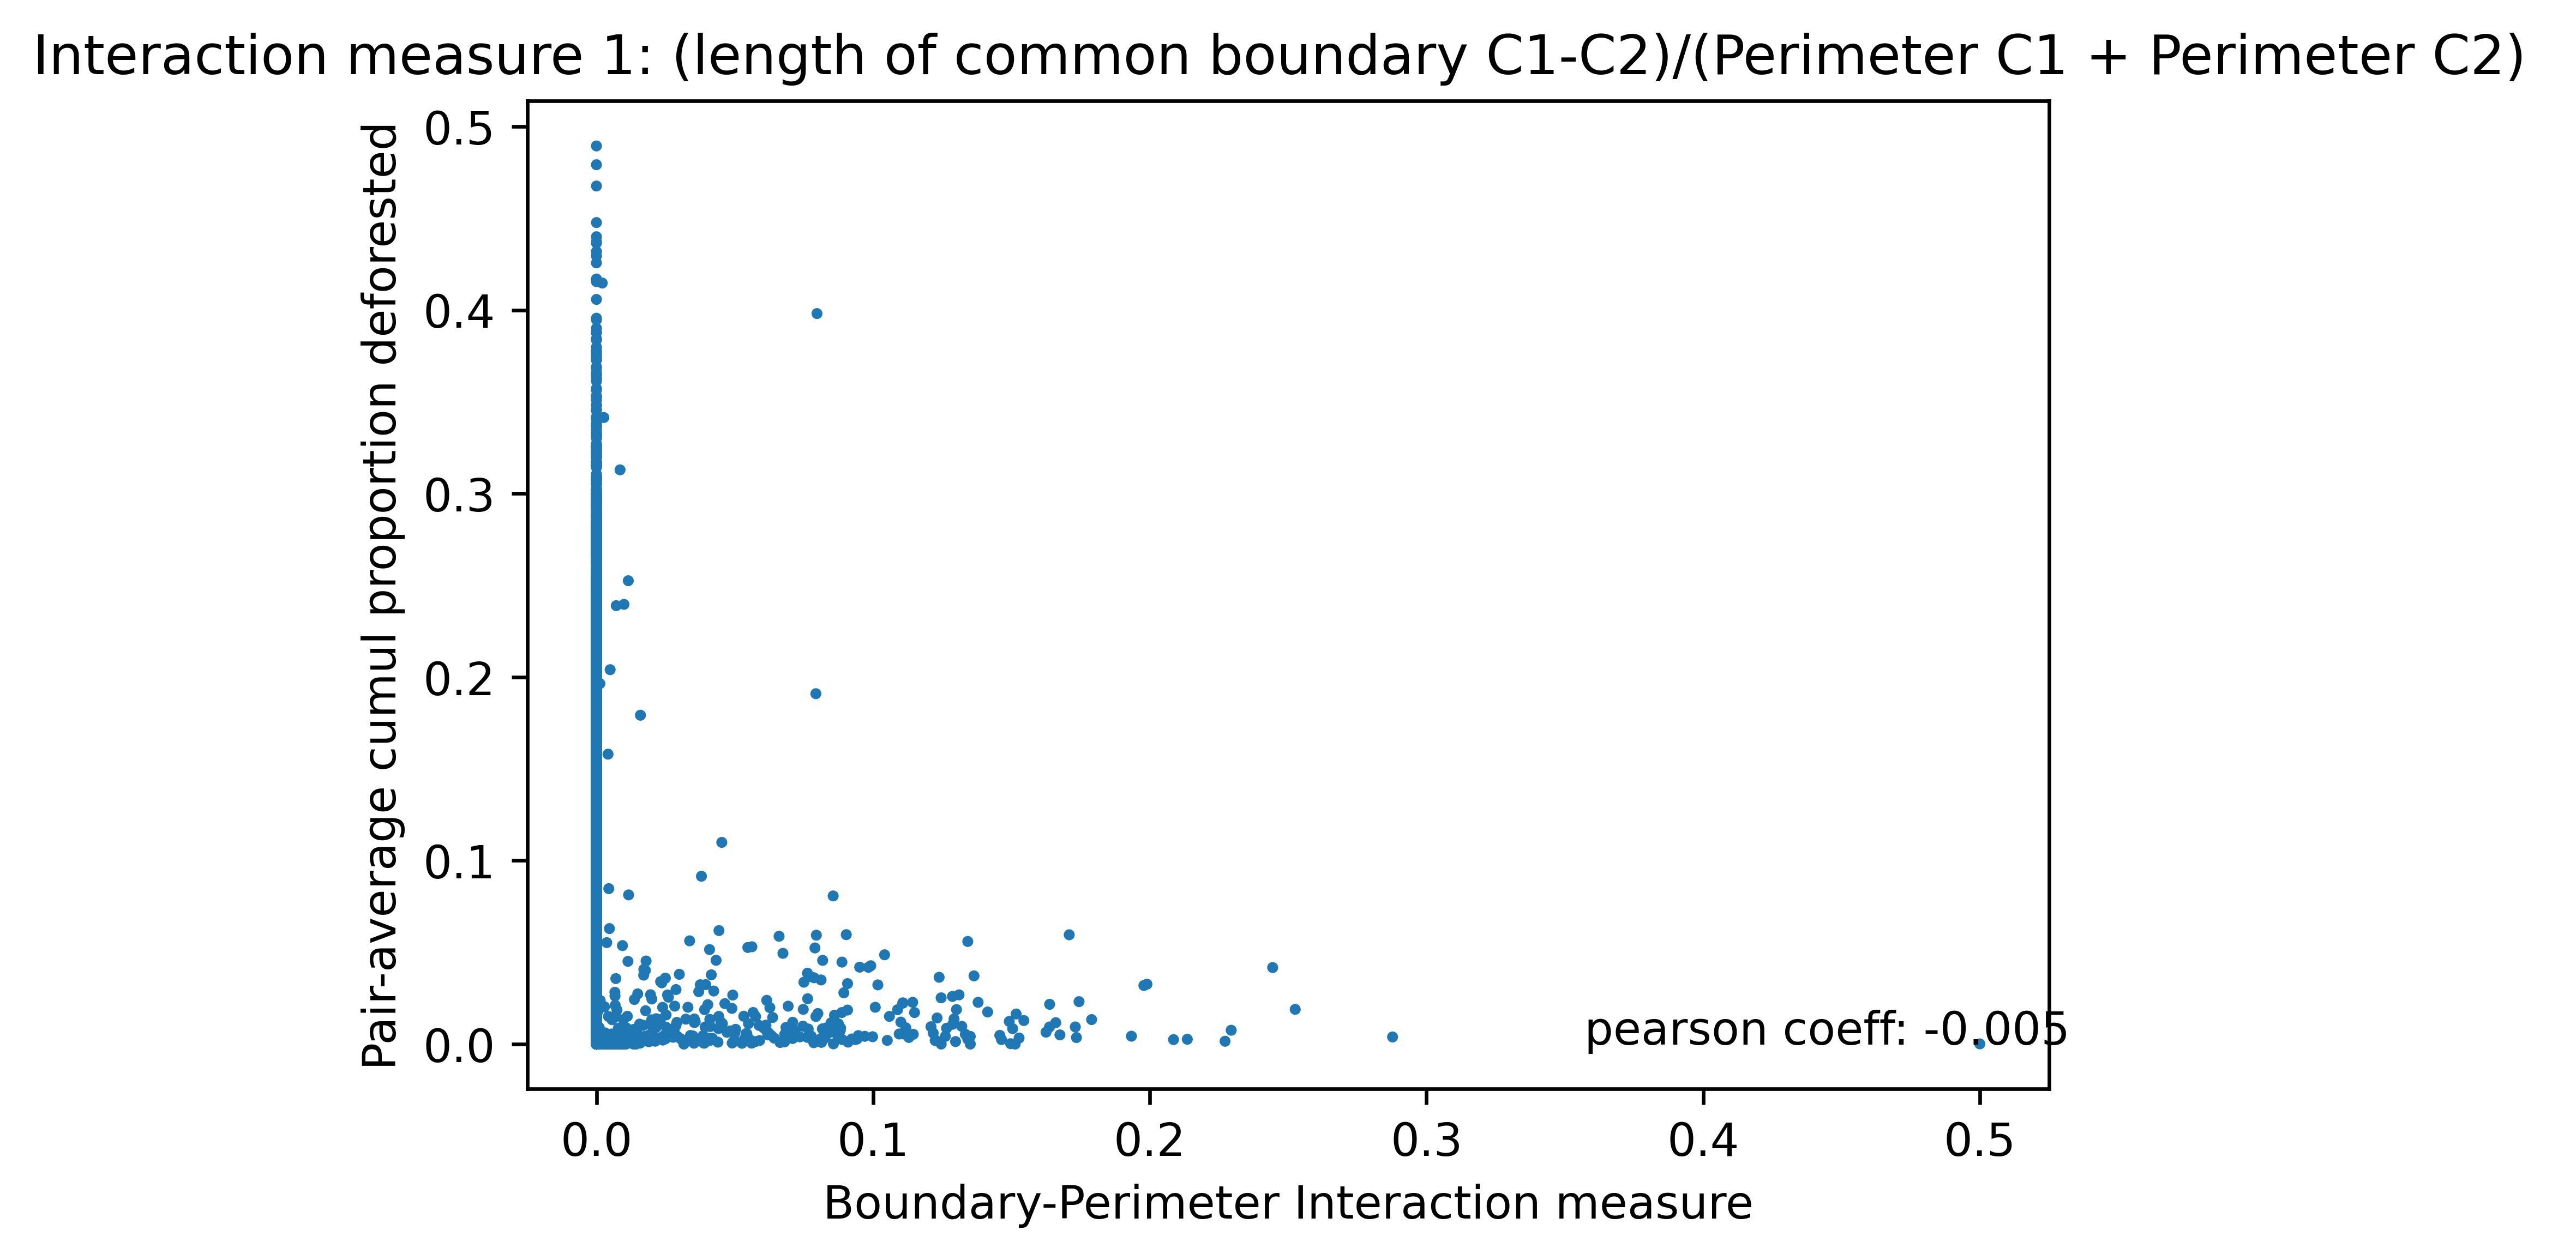 Interaction measure 1: (length of common boundary C1-C2)/(Perimeter C1 + Perimeter C2)
Pair-average cumul proportion deforested
0.5
0.4
0.3
0.2
0.1
0.0
pearson coeff: -0.005
0.0 0.1 0.2 0.3 0.4 0.5
Boundary-Perimeter Interaction measure